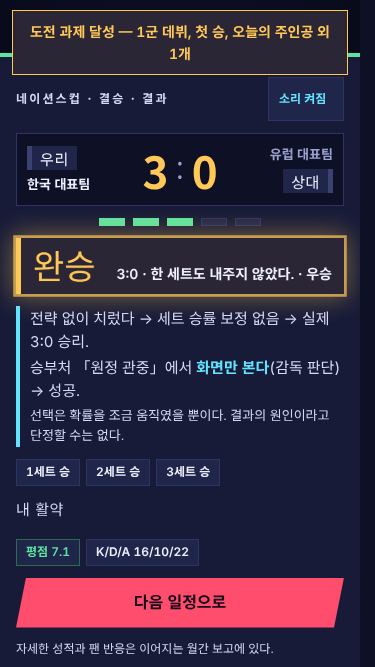 도전 과제 달성 — 1군 데뷔, 첫 승, 오늘의 주인공 외
1개
네이션스컵 · 결승 · 결과
소리 켜짐
우리
한국 대표팀
3 : 0
유럽 대표팀
상대
완승
3:0 · 한 세트도 내주지 않았다. · 우승
전략 없이 치렀다 → 세트 승률 보정 없음 → 실제
3:0 승리.
승부처 「원정 관중」에서 화면만 본다(감독 판단)
→ 성공.
선택은 확률을 조금 움직였을 뿐이다. 결과의 원인이라고
단정할 수는 없다.
1세트 승
2세트 승
3세트 승
내 활약
평점 7.1
K/D/A 16/10/22
다음 일정으로
자세한 성적과 팬 반응은 이어지는 월간 보고에 있다.